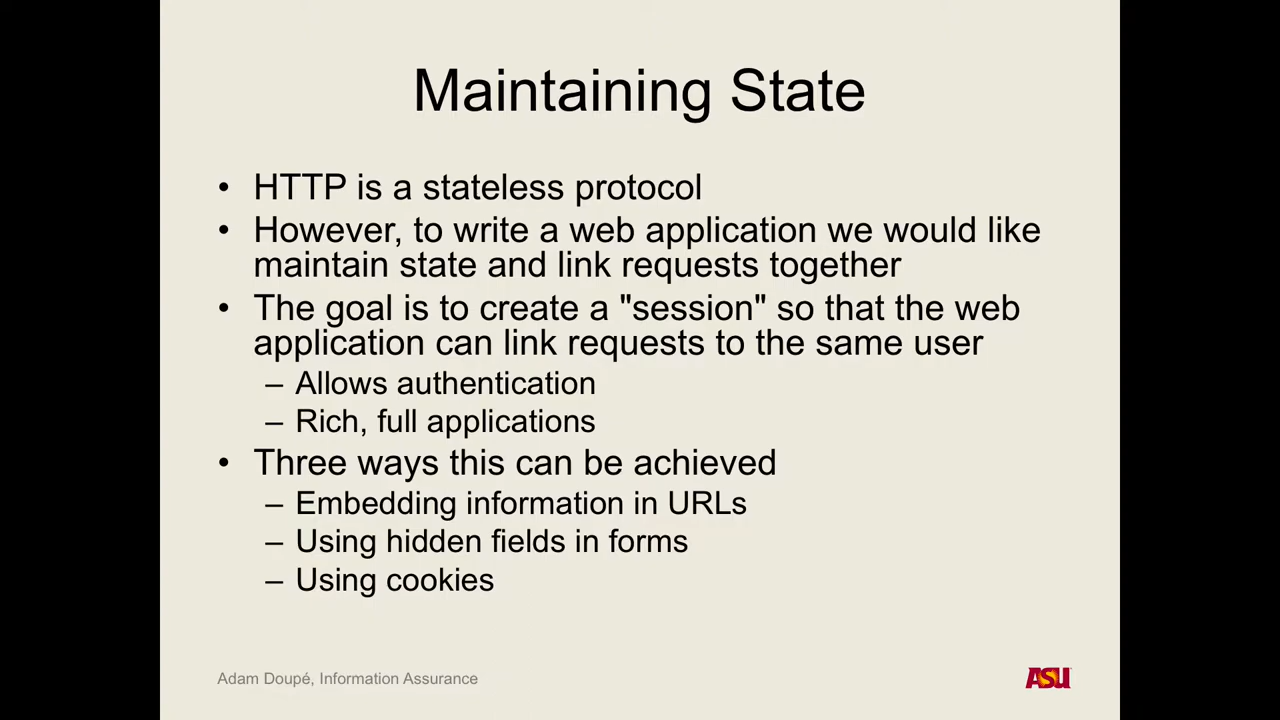 Maintaining State
• HTTP is a stateless protocol
• However, to write a web application we would like
maintain state and link requests together
• The goal is to create a "session" so that the web
application can link requests to the same user
– Allows authentication
– Rich, full applications
• Three ways this can be achieved
– Embedding information in URLs
– Using hidden fields in forms
– Using cookies
Adam Doupé, Information Assurance
ASU